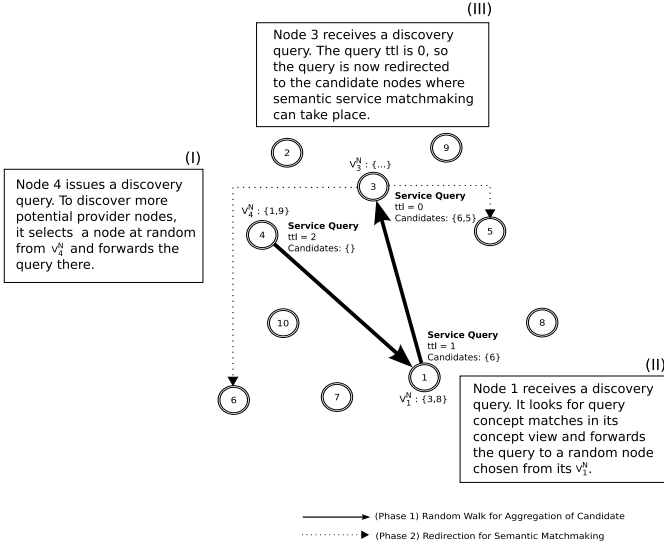 (III)
Node 3 receives a discovery
query. The query ttl is 0, so
the query is now redirected
to the candidate nodes where
semantic service matchmaking
can take place.
2
9
(I)
Node 4 issues a discovery
query. To discover more
potential provider nodes,
it selects a node at random
from V₄ᴺ and forwards the
query there.
V₃ᴺ : {...}
3
Service Query
ttl = 0
Candidates: {6,5}
5
V₄ᴺ : {1,9}
4
Service Query
ttl = 2
Candidates: {}
10
8
Service Query
ttl = 1
Candidates: {6}
1
V₁ᴺ : {3,8}
6
7
(II)
Node 1 receives a discovery
query. It looks for query
concept matches in its
concept view and forwards
the query to a random node
chosen from its V₁ᴺ.
(Phase 1) Random Walk for Aggregation of Candidate
(Phase 2) Redirection for Semantic Matchmaking